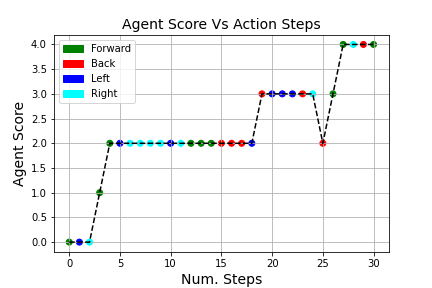 Agent Score Vs Action Steps
Forward
Back
Left
Right
4.0
3.5
3.0
2.5
2.0
1.5
1.0
0.5
0.0
Agent Score
0 5 10 15 20 25 30
Num. Steps